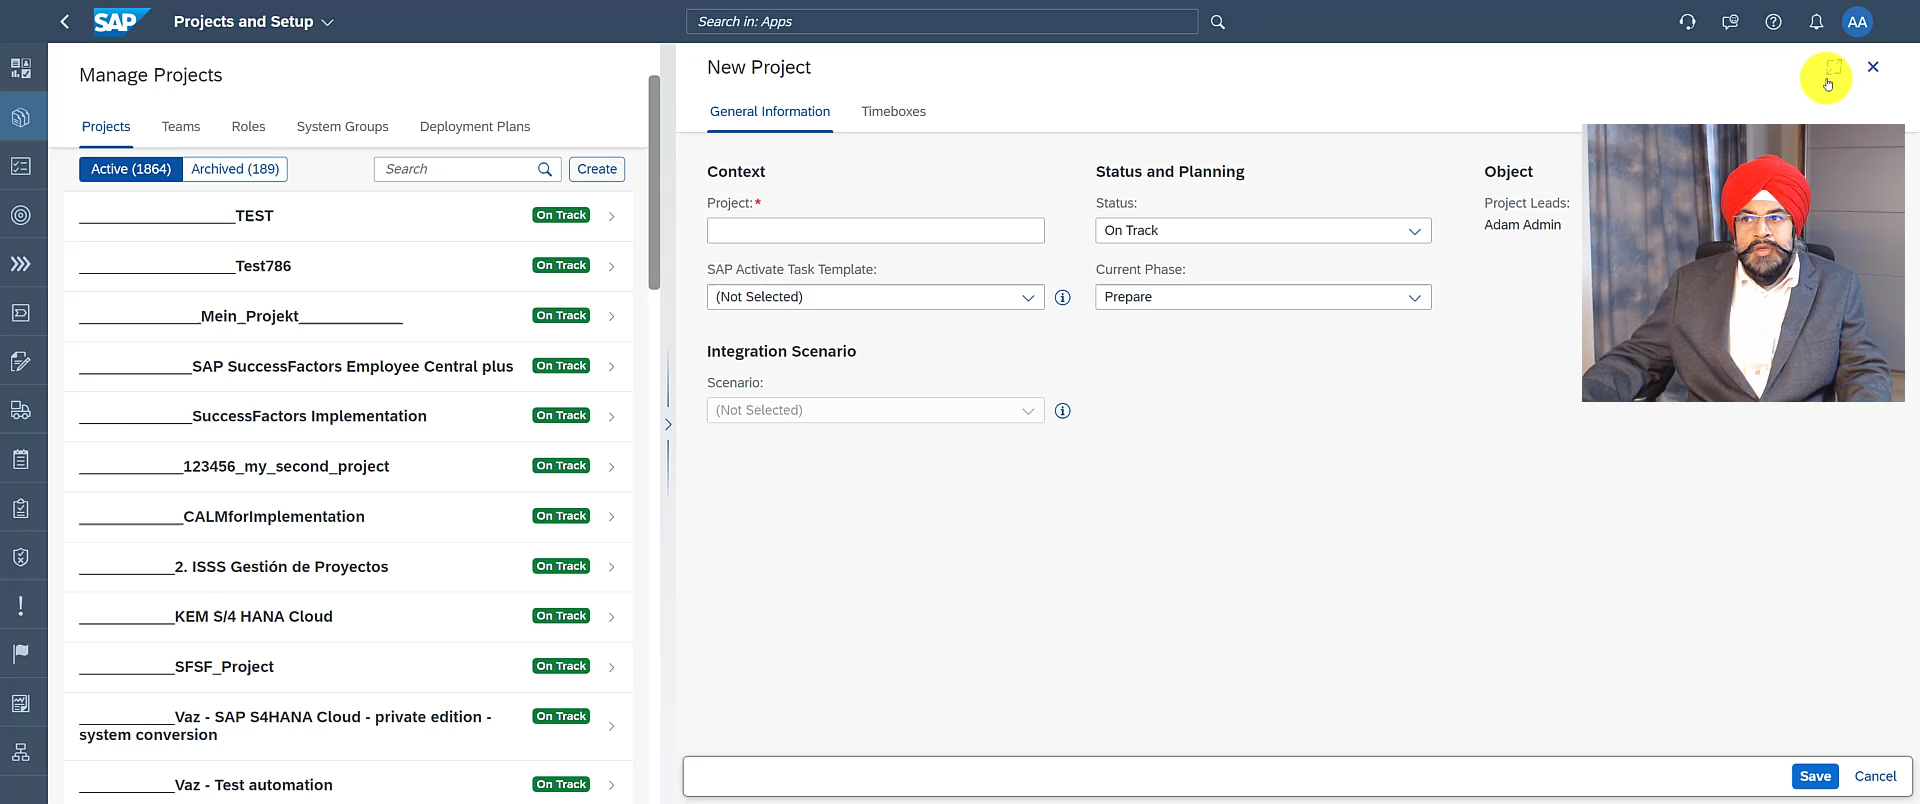 SAP Projects and Setup
Search in: Apps
AA
Manage Projects
Projects Teams Roles System Groups Deployment Plans
Active (1864) Archived (189) Search Create
__________________TEST On Track
__________________Test786 On Track
______________Mein_Projekt____________ On Track
_____________SAP SuccessFactors Employee Central plus On Track
_____________SuccessFactors Implementation On Track
____________123456_my_second_project On Track
____________CALMforImplementation On Track
___________2. ISSS Gestión de Proyectos On Track
___________KEM S/4 HANA Cloud On Track
___________SFSF_Project On Track
___________Vaz - SAP S4HANA Cloud - private edition - On Track
system conversion
___________Vaz - Test automation On Track
New Project
General Information Timeboxes
Context
Project:*
SAP Activate Task Template:
(Not Selected)
Integration Scenario
Scenario:
(Not Selected)
Status and Planning
Status:
On Track
Current Phase:
Prepare
Object
Project Leads:
Adam Admin
Save Cancel